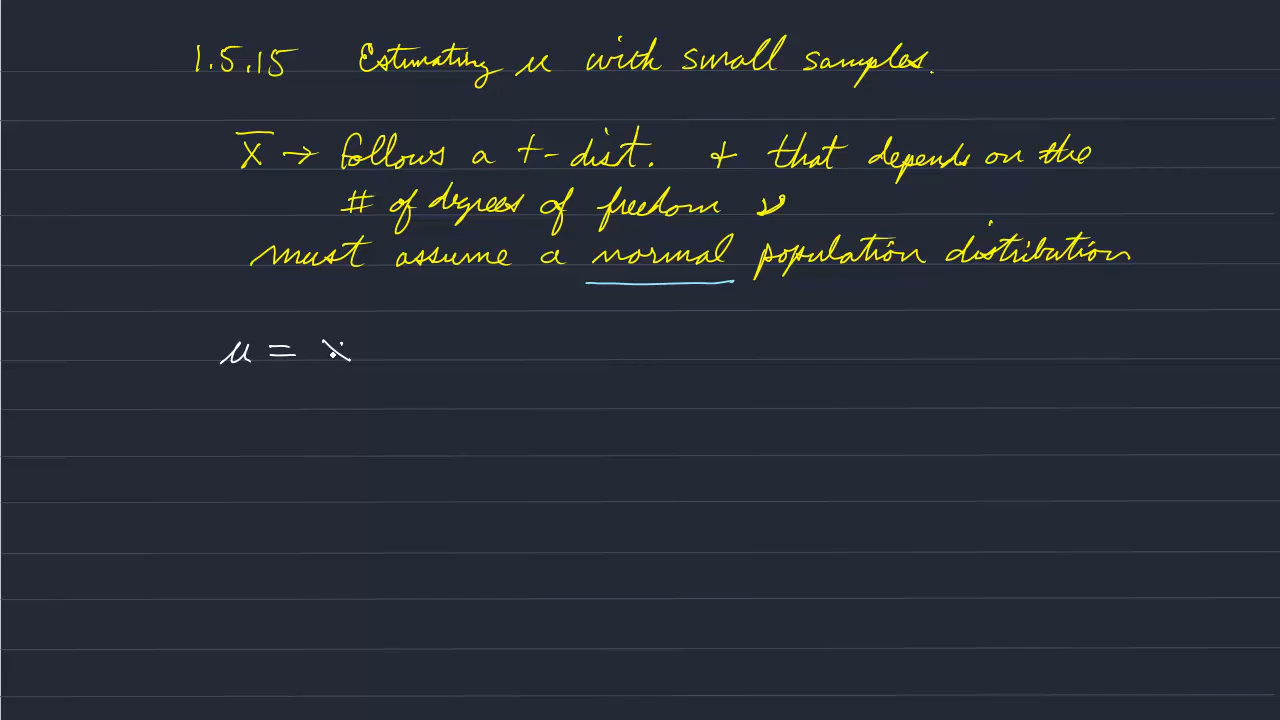 1.5.15 Estimating μ with small samples.
X̄ → follows a t-dist. + that depends on the
# of degrees of freedom ν
must assume a normal population distribution
μ = x